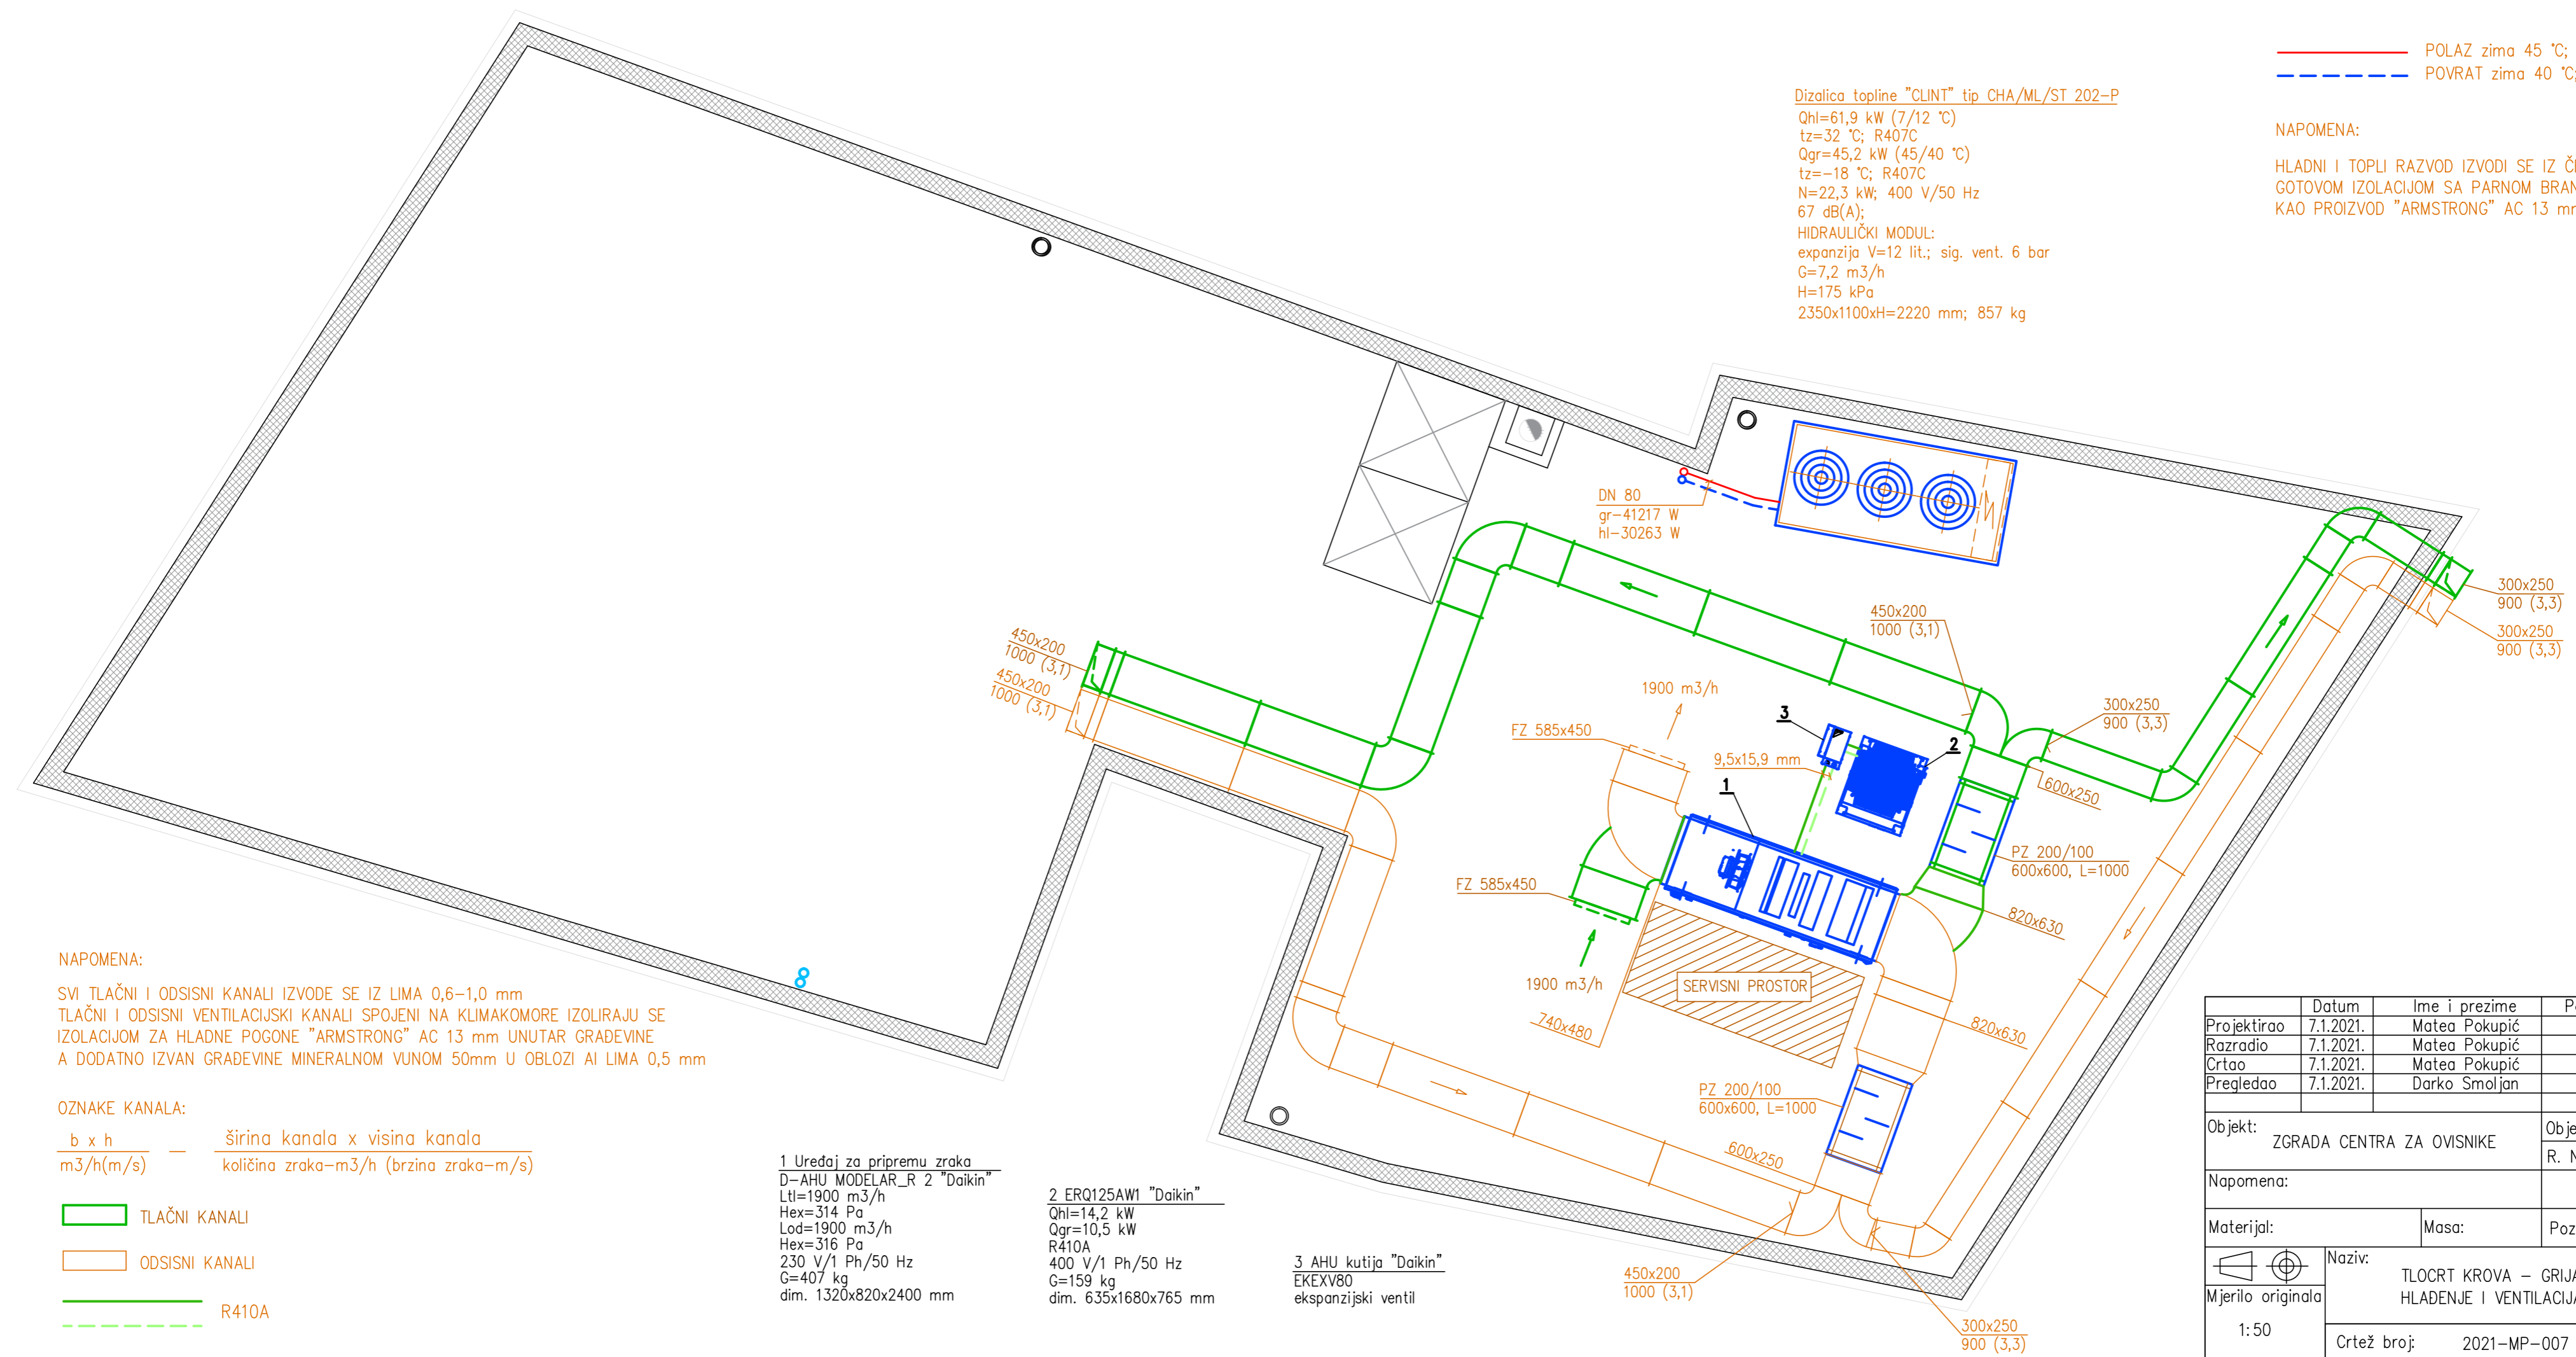 POLAZ zima 45 °C;
POVRAT zima 40 °C;
NAPOMENA:
HLADNI I TOPLI RAZVOD IZVODI SE IZ
GOTOVOM IZOLACIJOM SA PARNOM
KAO PROIZVOD "ARMSTRONG" AC 13
Dizalica topline "CLINT" tip CHA/ML/ST 202-P
Qhl=61,9 kW (7/12 °C)
tz=32 °C; R407C
Qgr=45,2 kW (45/40 °C)
tz=-18 °C; R407C
N=22,3 kW; 400 V/50 Hz
67 dB(A);
HIDRAULIČKI MODUL:
expanzija V=12 lit.; sig. vent. 6 bar
G=7,2 m3/h
H=175 kPa
2350x1100xH=2220 mm; 857 kg
DN 80
gr-41217 W
hl-30263 W
300x250
900 (3,3)
300x250
900 (3,3)
450x200
1000 (3,1)
450x200
1000 (3,1)
450x200
1000 (3,1)
300x250
900 (3,3)
1900 m3/h
FZ 585x450
9,5x15,9 mm
3
2
1
600x250
PZ 200/100
600x600, L=1000
FZ 585x450
820x630
1900 m3/h
SERVISNI PROSTOR
740x480
820x630
PZ 200/100
600x600, L=1000
600x250
450x200
1000 (3,1)
300x250
900 (3,3)
NAPOMENA:
SVI TLAČNI I ODSISNI KANALI IZVODE SE IZ LIMA 0,6-1,0 mm
TLAČNI I ODSISNI VENTILACIJSKI KANALI SPOJENI NA KLIMAKOMORE IZOLIRAJU SE
IZOLACIJOM ZA HLADNE POGONE "ARMSTRONG" AC 13 mm UNUTAR GRAĐEVINE
A DODATNO IZVAN GRAĐEVINE MINERALNOM VUNOM 50mm U OBLOZI Al LIMA 0,5 mm
OZNAKE KANALA:
b x h — širina kanala x visina kanala
m3/h(m/s) količina zraka-m3/h (brzina zraka-m/s)
TLAČNI KANALI
ODSISNI KANALI
R410A
1 Uređaj za pripremu zraka
D-AHU MODELAR_R 2 "Daikin"
Ltl=1900 m3/h
Hex=314 Pa
Lod=1900 m3/h
Hex=316 Pa
230 V/1 Ph/50 Hz
G=407 kg
dim. 1320x820x2400 mm
2 ERQ125AW1 "Daikin"
Qhl=14,2 kW
Qgr=10,5 kW
R410A
400 V/1 Ph/50 Hz
G=159 kg
dim. 635x1680x765 mm
3 AHU kutija "Daikin"
EKEXV80
ekspanzijski ventil
Datum Ime i prezime
Projektirao 7.1.2021. Matea Pokupić
Razradio 7.1.2021. Matea Pokupić
Crtao 7.1.2021. Matea Pokupić
Pregledao 7.1.2021. Darko Smoljan
Objekt:
ZGRADA CENTRA ZA OVISNIKE
R.
Napomena:
Materijal: Masa:
Naziv:
TLOCRT KROVA -
HLAĐENJE I
Mjerilo originala
1:50
Crtež broj: 2021-MP-007